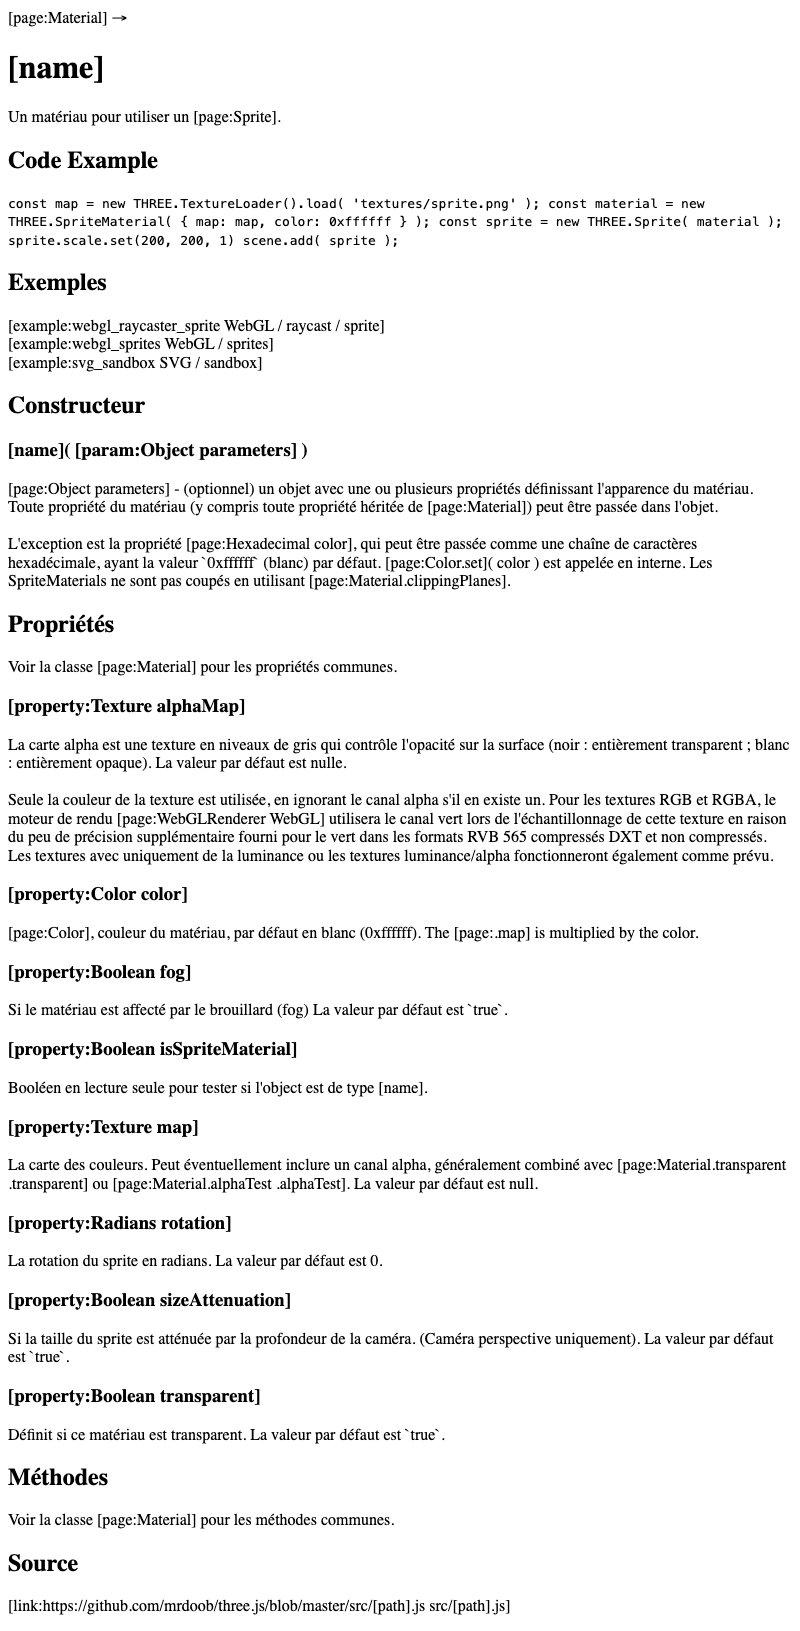 [page:Material] →
[name]
Un matériau pour utiliser un [page:Sprite].
Code Example
const map = new THREE.TextureLoader().load( 'textures/sprite.png' ); const material = new
THREE.SpriteMaterial( { map: map, color: 0xffffff } ); const sprite = new THREE.Sprite( material );
sprite.scale.set(200, 200, 1) scene.add( sprite );
Exemples
[example:webgl_raycaster_sprite WebGL / raycast / sprite]
[example:webgl_sprites WebGL / sprites]
[example:svg_sandbox SVG / sandbox]
Constructeur
[name]( [param:Object parameters] )
[page:Object parameters] - (optionnel) un objet avec une ou plusieurs propriétés définissant l'apparence du matériau.
Toute propriété du matériau (y compris toute propriété héritée de [page:Material]) peut être passée dans l'objet.
L'exception est la propriété [page:Hexadecimal color], qui peut être passée comme une chaîne de caractères
hexadécimale, ayant la valeur `0xffffff` (blanc) par défaut. [page:Color.set]( color ) est appelée en interne. Les
SpriteMaterials ne sont pas coupés en utilisant [page:Material.clippingPlanes].
Propriétés
Voir la classe [page:Material] pour les propriétés communes.
[property:Texture alphaMap]
La carte alpha est une texture en niveaux de gris qui contrôle l'opacité sur la surface (noir : entièrement transparent ; blanc
: entièrement opaque). La valeur par défaut est nulle.
Seule la couleur de la texture est utilisée, en ignorant le canal alpha s'il en existe un. Pour les textures RGB et RGBA, le
moteur de rendu [page:WebGLRenderer WebGL] utilisera le canal vert lors de l'échantillonnage de cette texture en raison
du peu de précision supplémentaire fourni pour le vert dans les formats RVB 565 compressés DXT et non compressés.
Les textures avec uniquement de la luminance ou les textures luminance/alpha fonctionneront également comme prévu.
[property:Color color]
[page:Color], couleur du matériau, par défaut en blanc (0xffffff). The [page:.map] is multiplied by the color.
[property:Boolean fog]
Si le matériau est affecté par le brouillard (fog) La valeur par défaut est `true`.
[property:Boolean isSpriteMaterial]
Booléen en lecture seule pour tester si l'object est de type [name].
[property:Texture map]
La carte des couleurs. Peut éventuellement inclure un canal alpha, généralement combiné avec [page:Material.transparent
.transparent] ou [page:Material.alphaTest .alphaTest]. La valeur par défaut est null.
[property:Radians rotation]
La rotation du sprite en radians. La valeur par défaut est 0.
[property:Boolean sizeAttenuation]
Si la taille du sprite est atténuée par la profondeur de la caméra. (Caméra perspective uniquement). La valeur par défaut
est `true`.
[property:Boolean transparent]
Définit si ce matériau est transparent. La valeur par défaut est `true`.
Méthodes
Voir la classe [page:Material] pour les méthodes communes.
Source
[link:https://github.com/mrdoob/three.js/blob/master/src/[path].js src/[path].js]